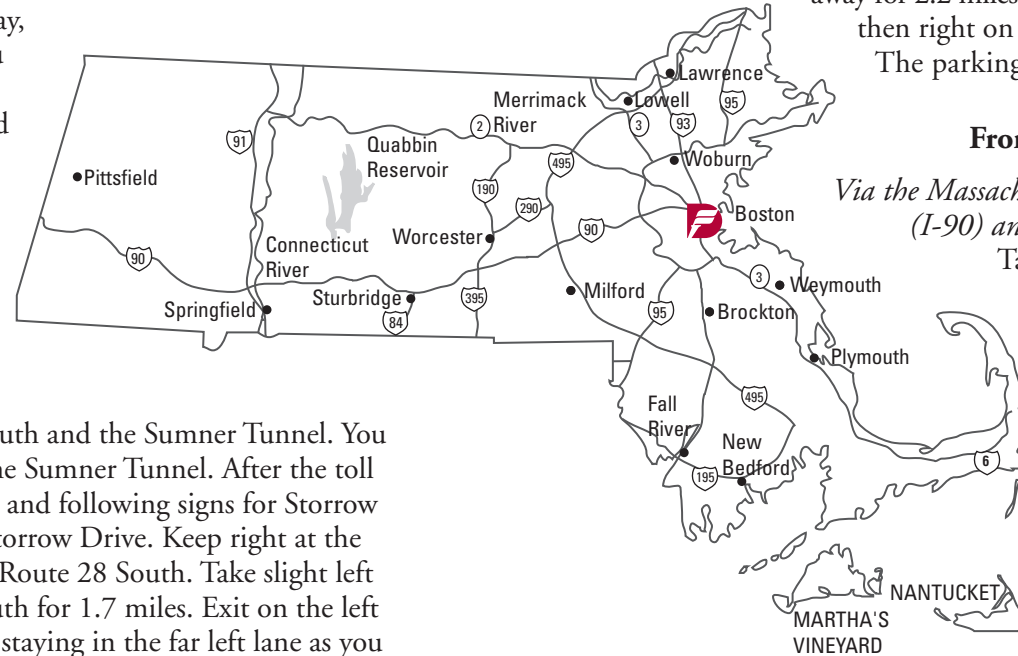 ay,
away for 2.2 miles
then right on
The parking
Lawrence
Merrimack
River
Lowell
95
3
93
2
91
Quabbin
Reservoir
495
Woburn
From
Pittsfield
190
290
Via the Massach
(I-90) an
Ta
Boston
90
Worcester
90
Connecticut
River
3
Weymouth
Springfield
Sturbridge
84
395
Milford
95
Brockton
Plymouth
495
Fall
River
New
Bedford
195
6
uth and the Sumner Tunnel. You
he Sumner Tunnel. After the toll
and following signs for Storrow
torrow Drive. Keep right at the
Route 28 South. Take slight left
uth for 1.7 miles. Exit on the left
staying in the far left lane as you
NANTUCKET
MARTHA'S
VINEYARD